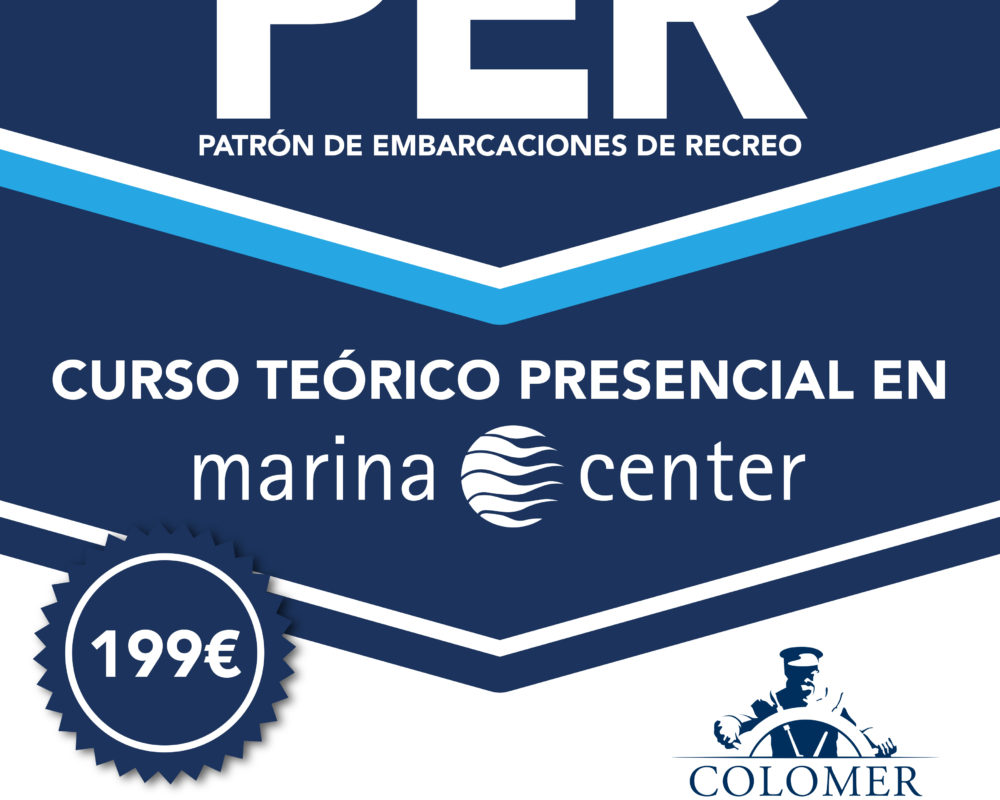 PER
PATRÓN DE EMBARCACIONES DE RECREO
CURSO TEÓRICO PRESENCIAL EN
marina center
199€
COLOMER